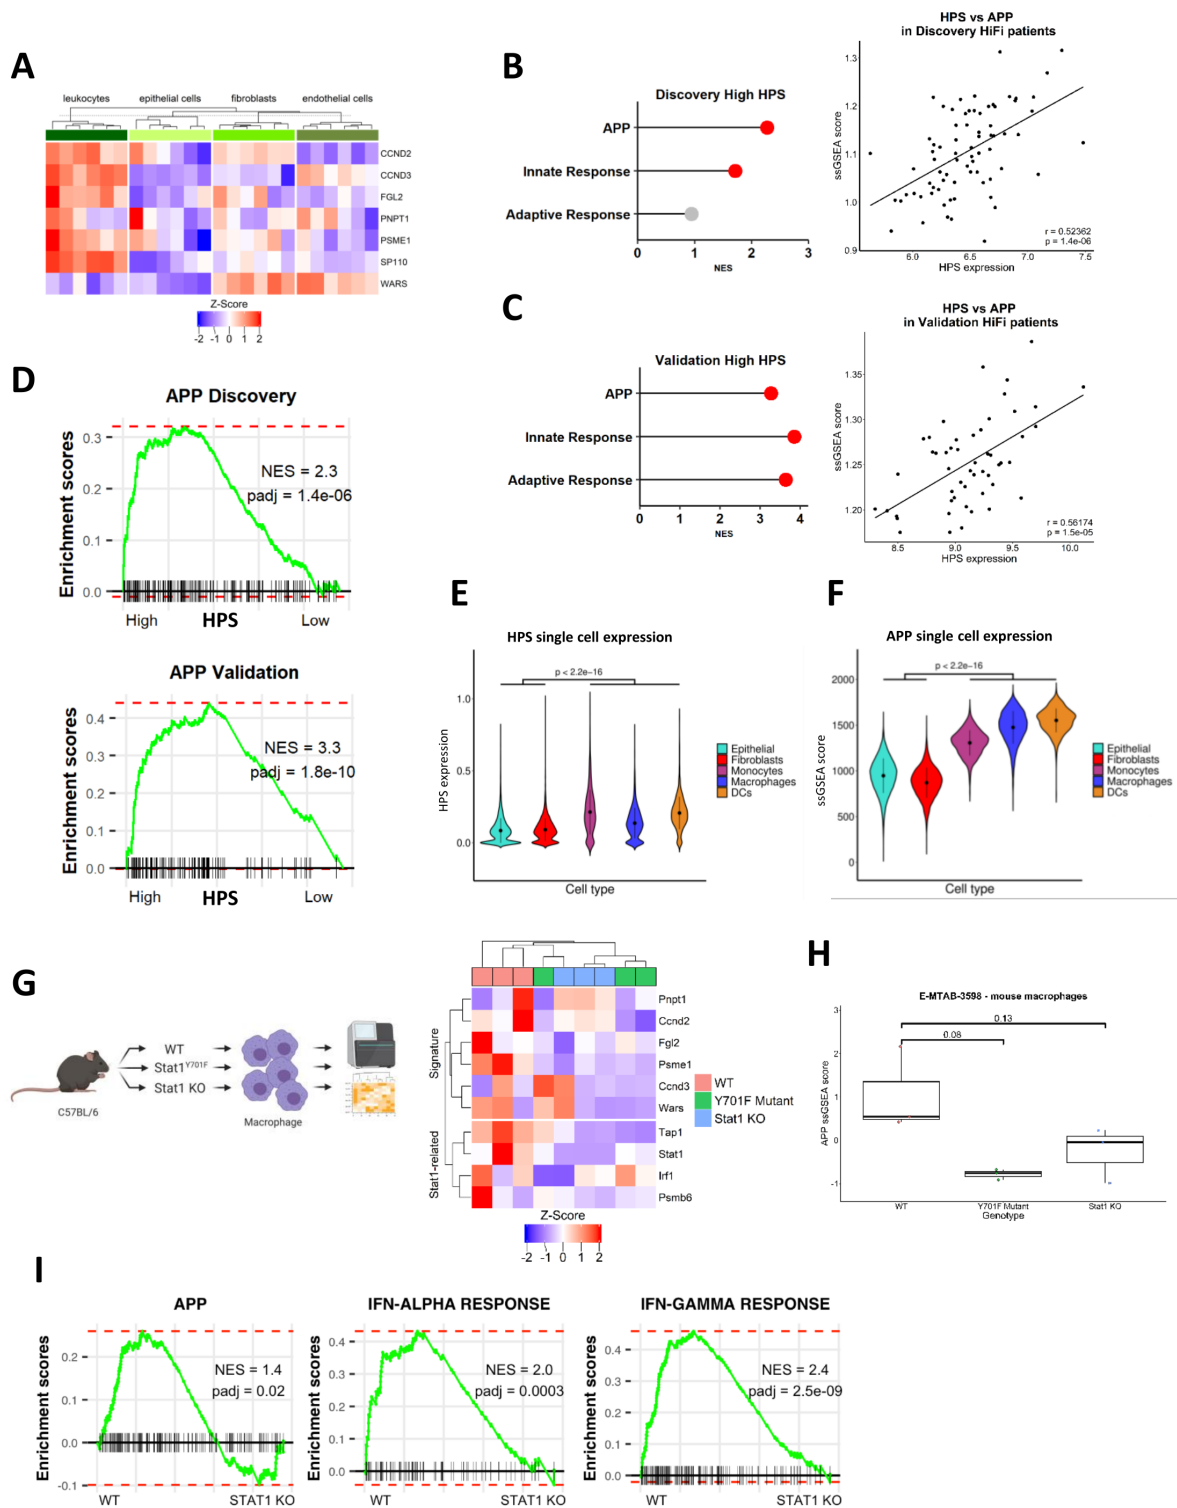 A
leukocytes epithelial cells fibroblasts endothelial cells
CCND2
CCND3
FGL2
PNPT1
PSME1
SP110
WARS
Z-Score
-2 -1 0 1 2
B
Discovery High HPS
APP
Innate Response
Adaptive Response
0 1 2 3
NES
HPS vs APP
in Discovery HiFi patients
ssGSEA score
1.3
1.2
1.1
1.0
0.9
r = 0.52362
p = 1.4e-06
6.0 6.5 7.0 7.5
HPS expression
C
Validation High HPS
APP
Innate Response
Adaptive Response
0 1 2 3 4
NES
HPS vs APP
in Validation HiFi patients
ssGSEA score
1.35
1.30
1.25
1.20
r = 0.56174
p = 1.5e-05
8.5 9.0 9.5 10.0
HPS expression
D
APP Discovery
Enrichment scores
0.3
0.2
0.1
0.0
NES = 2.3
padj = 1.4e-06
High HPS Low
APP Validation
Enrichment scores
0.4
0.3
0.2
0.1
0.0
NES = 3.3
padj = 1.8e-10
High HPS Low
E
HPS single cell expression
p < 2.2e-16
HPS expression
1.0
0.5
0.0
Cell type
Epithelial
Fibroblasts
Monocytes
Macrophages
DCs
F
APP single cell expression
p < 2.2e-16
ssGSEA score
2000
1500
1000
500
0
Cell type
Epithelial
Fibroblasts
Monocytes
Macrophages
DCs
G
WT
Stat1Y701F
Stat1 KO
C57BL/6
Macrophage
Signature
Stat1-related
Pnpt1
Ccnd2
Fgl2
Psme1
Ccnd3
Wars
Tap1
Stat1
Irf1
Psmb6
WT
Y701F Mutant
Stat1 KO
Z-Score
-2 -1 0 1 2
H
E-MTAB-3598 - mouse macrophages
APP ssGSEA score
3
2
1
0
-1
0.13
0.08
WT Y701F Mutant Stat1 KO
Genotype
I
APP
Enrichment scores
0.2
0.1
0.0
-0.1
NES = 1.4
padj = 0.02
WT STAT1 KO
IFN-ALPHA RESPONSE
Enrichment scores
0.4
0.3
0.2
0.1
0.0
NES = 2.0
padj = 0.0003
WT STAT1 KO
IFN-GAMMA RESPONSE
Enrichment scores
0.4
0.3
0.2
0.1
0.0
NES = 2.4
padj = 2.5e-09
WT STAT1 KO